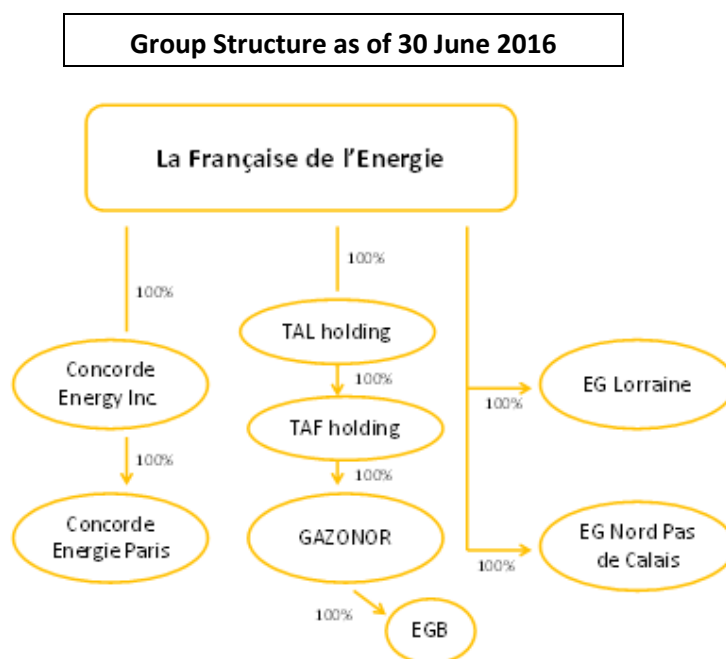 Group Structure as of 30 June 2016
La Française de l'Energie
100%
100%
100%
TAL holding
Concorde
Energy Inc.
100%
EG Lorraine
100%
TAF holding
100%
100%
Concorde
Energie Paris
GAZONOR
EG Nord Pas
de Calais
100%
100%
EGB